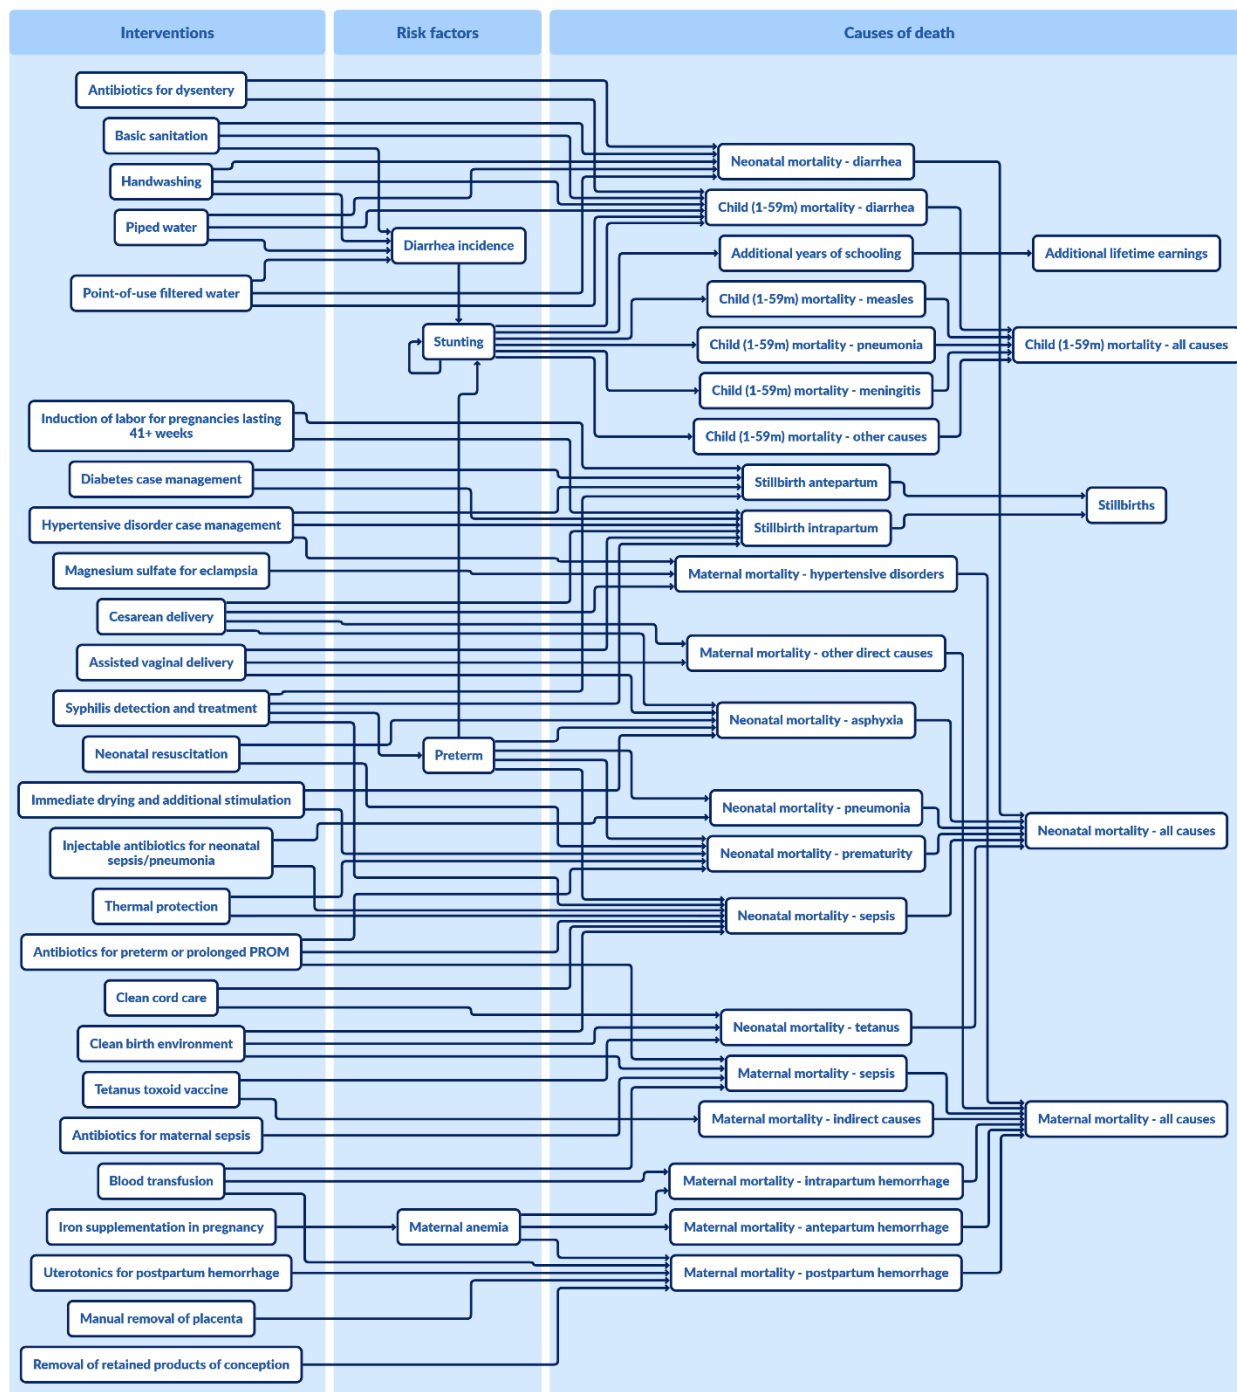 Interventions
Risk factors
Causes of death
Antibiotics for dysentery
Basic sanitation
Handwashing
Piped water
Point-of-use filtered water
Induction of labor for pregnancies lasting
41+ weeks
Diabetes case management
Hypertensive disorder case management
Magnesium sulfate for eclampsia
Cesarean delivery
Assisted vaginal delivery
Syphilis detection and treatment
Neonatal resuscitation
Immediate drying and additional stimulation
Injectable antibiotics for neonatal
sepsis/pneumonia
Thermal protection
Antibiotics for preterm or prolonged PROM
Clean cord care
Clean birth environment
Tetanus toxoid vaccine
Antibiotics for maternal sepsis
Blood transfusion
Iron supplementation in pregnancy
Uterotonics for postpartum hemorrhage
Manual removal of placenta
Removal of retained products of conception
Diarrhea incidence
Stunting
Preterm
Maternal anemia
Neonatal mortality - diarrhea
Child (1-59m) mortality - diarrhea
Additional years of schooling
Child (1-59m) mortality - measles
Child (1-59m) mortality - pneumonia
Child (1-59m) mortality - meningitis
Child (1-59m) mortality - other causes
Stillbirth antepartum
Stillbirth intrapartum
Maternal mortality - hypertensive disorders
Maternal mortality - other direct causes
Neonatal mortality - asphyxia
Neonatal mortality - pneumonia
Neonatal mortality - prematurity
Neonatal mortality - sepsis
Neonatal mortality - tetanus
Maternal mortality - sepsis
Maternal mortality - indirect causes
Maternal mortality - intrapartum hemorrhage
Maternal mortality - antepartum hemorrhage
Maternal mortality - postpartum hemorrhage
Additional lifetime earnings
Child (1-59m) mortality - all causes
Stillbirths
Neonatal mortality - all causes
Maternal mortality - all causes